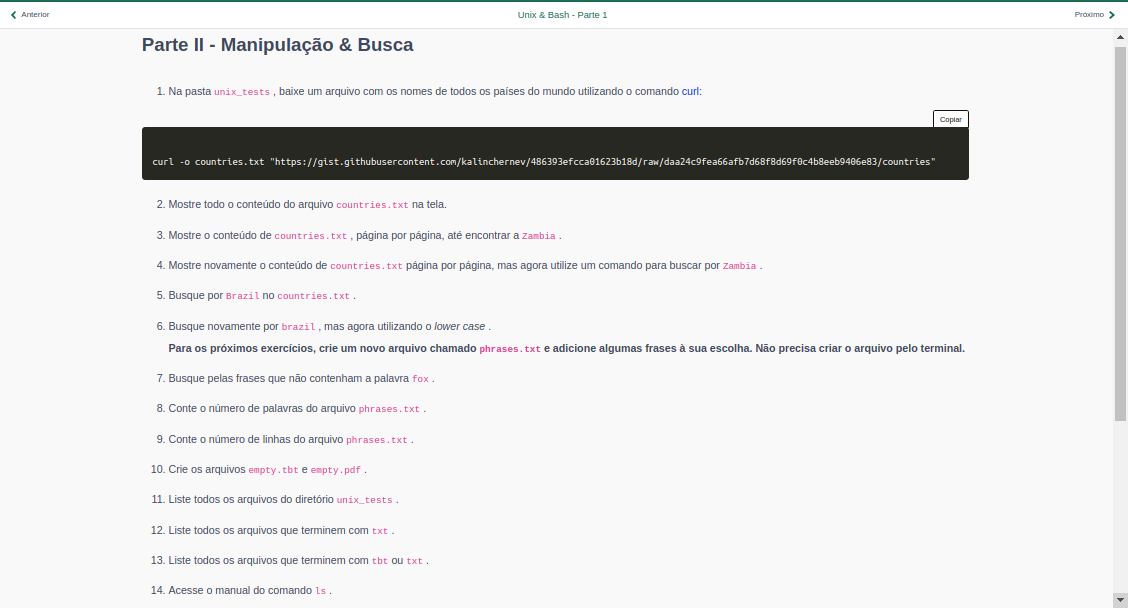 Anterior
Unix & Bash - Parte 1
Próximo
Parte II - Manipulação & Busca
1. Na pasta unix_tests , baixe um arquivo com os nomes de todos os países do mundo utilizando o comando curl:
Copiar
curl -o countries.txt "https://gist.githubusercontent.com/kalinchernev/486393efcca01623b18d/raw/daa24c9fea66afb7d68f8d69f0c4b8eeb9406e83/countries"
2. Mostre todo o conteúdo do arquivo countries.txt na tela.
3. Mostre o conteúdo de countries.txt , página por página, até encontrar a Zambia .
4. Mostre novamente o conteúdo de countries.txt página por página, mas agora utilize um comando para buscar por Zambia .
5. Busque por Brazil no countries.txt .
6. Busque novamente por brazil , mas agora utilizando o lower case .
Para os próximos exercícios, crie um novo arquivo chamado phrases.txt e adicione algumas frases à sua escolha. Não precisa criar o arquivo pelo terminal.
7. Busque pelas frases que não contenham a palavra fox .
8. Conte o número de palavras do arquivo phrases.txt .
9. Conte o número de linhas do arquivo phrases.txt .
10. Crie os arquivos empty.tbt e empty.pdf .
11. Liste todos os arquivos do diretório unix_tests .
12. Liste todos os arquivos que terminem com txt .
13. Liste todos os arquivos que terminem com tbt ou txt .
14. Acesse o manual do comando ls .